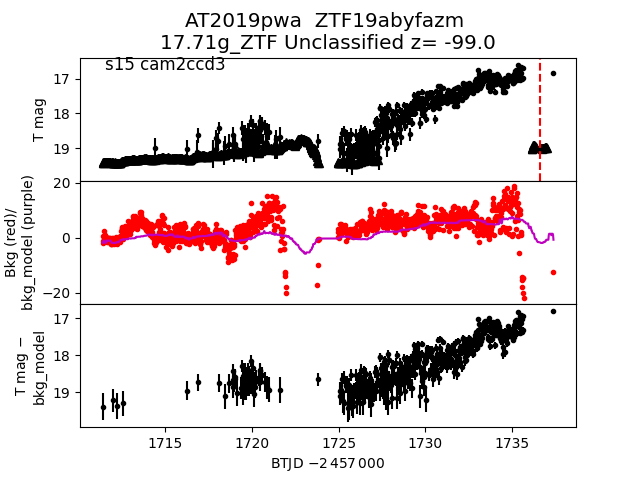 AT2019pwa  ZTF19abyfazm
17.71g_ZTF Unclassified z= -99.0
s15 cam2ccd3
T mag
17
18
19
Bkg (red)/
bkg_model (purple)
20
0
−20
T mag −
bkg_model
17
18
19
1715 1720 1725 1730 1735
BTJD −2 457 000